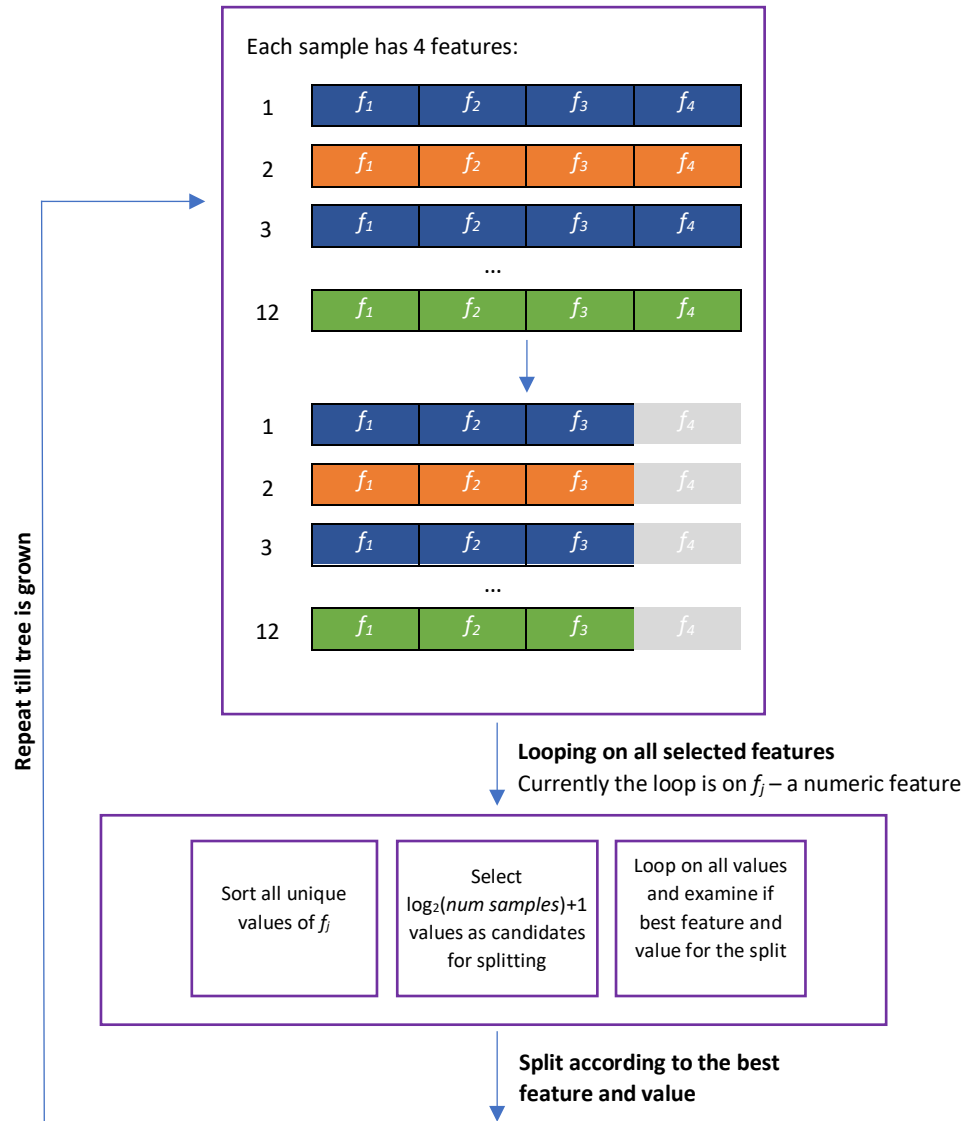 Each sample has 4 features:
1 f1 f2 f3 f4
2 f1 f2 f3 f4
3 f1 f2 f3 f4
...
12 f1 f2 f3 f4
1 f1 f2 f3 f4
2 f1 f2 f3 f4
3 f1 f2 f3 f4
...
12 f1 f2 f3 f4
Repeat till tree is grown
Looping on all selected features
Currently the loop is on fj – a numeric feature
Sort all unique
values of fj
Select
log2(num samples)+1
values as candidates
for splitting
Loop on all values
and examine if
best feature and
value for the split
Split according to the best
feature and value